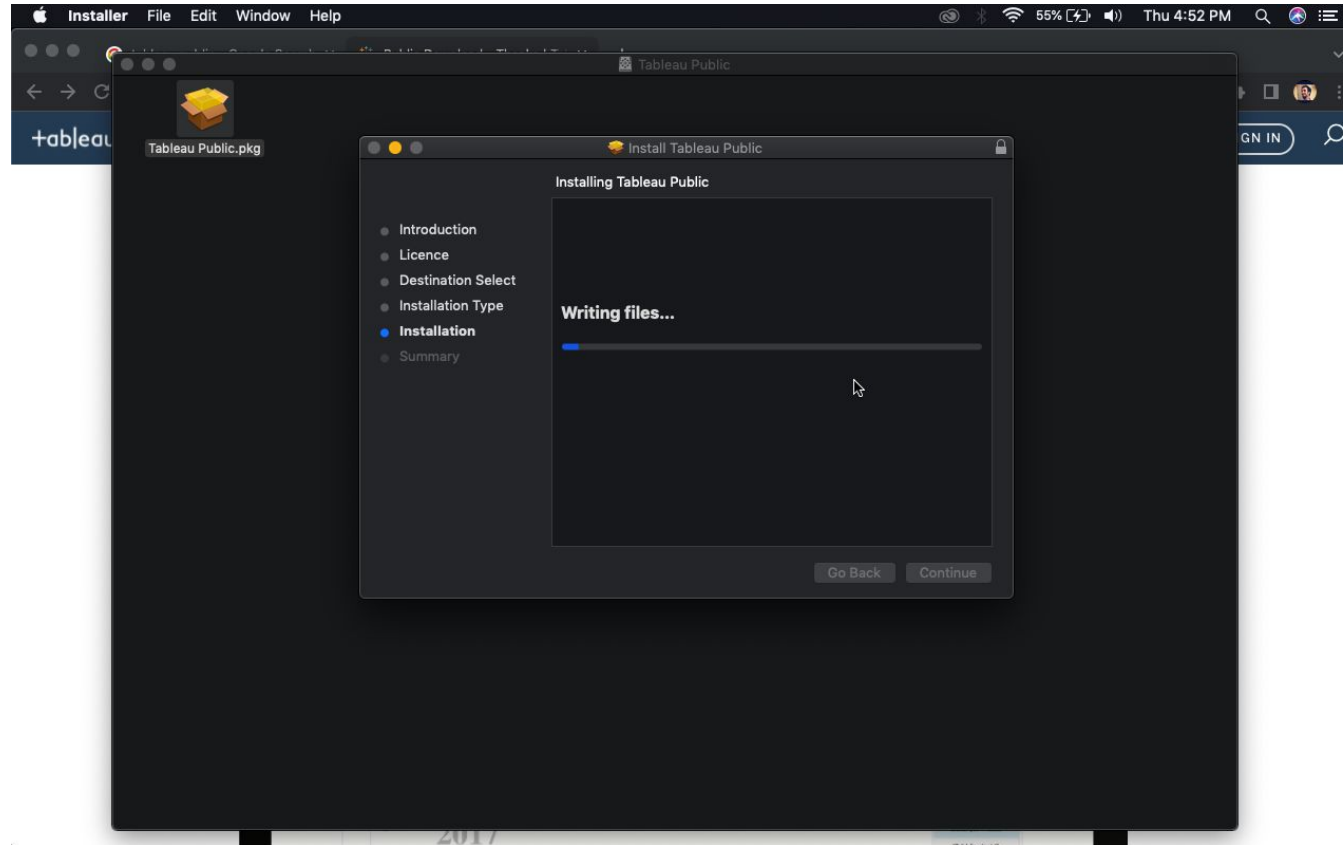 Installer File Edit Window Help 55% Thu 4:52 PM
Tableau Public
+ableau GN IN
Tableau Public.pkg
Install Tableau Public
Installing Tableau Public
Introduction
Licence
Destination Select
Installation Type
Installation
Summary
Writing files...
Go Back Continue
2017